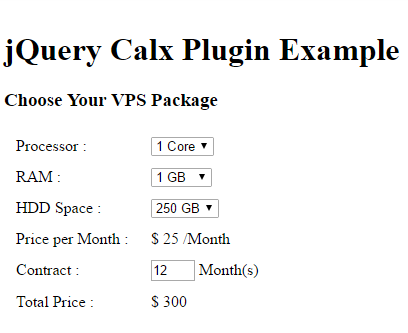 jQuery Calx Plugin Example
Choose Your VPS Package
Processor : 1 Core
RAM : 1 GB
HDD Space : 250 GB
Price per Month : $ 25 /Month
Contract : 12 Month(s)
Total Price : $ 300